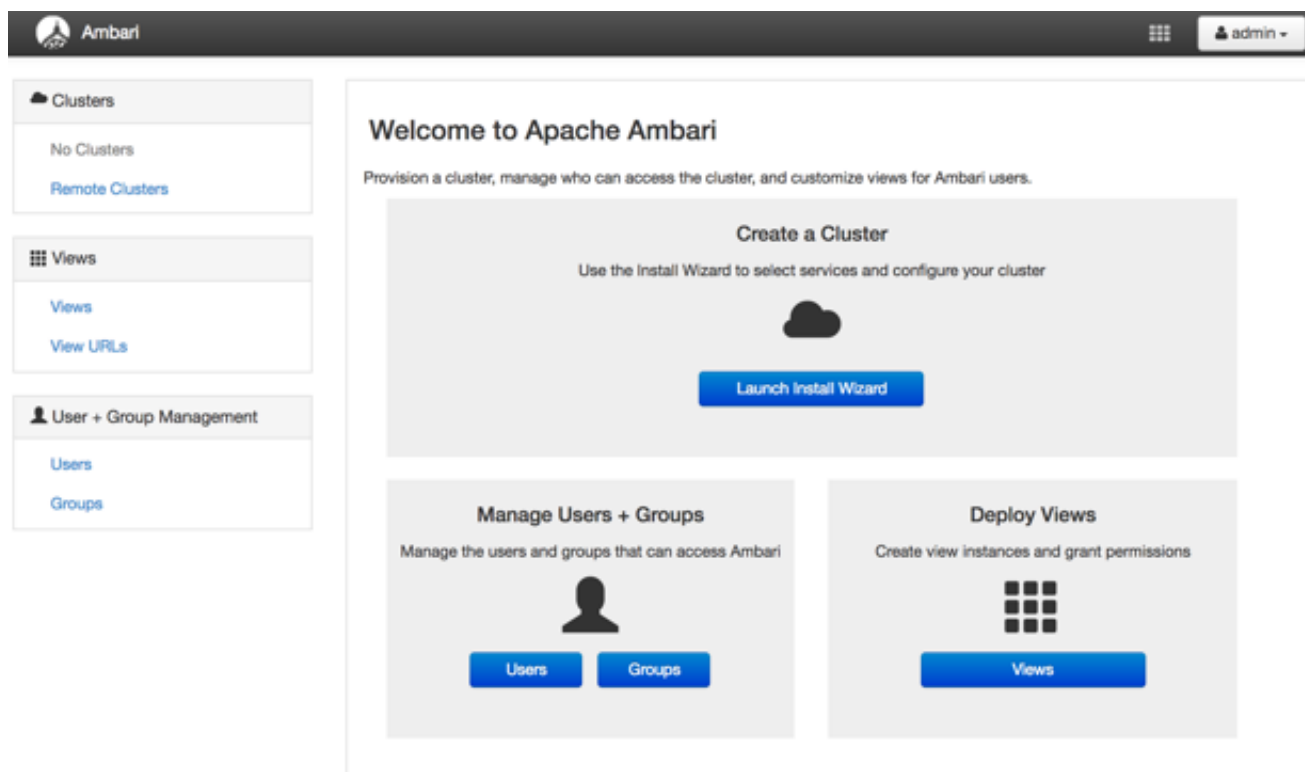 Ambari
admin
Clusters
No Clusters
Remote Clusters
Views
Views
View URLs
User + Group Management
Users
Groups
Welcome to Apache Ambari
Provision a cluster, manage who can access the cluster, and customize views for Ambari users.
Create a Cluster
Use the Install Wizard to select services and configure your cluster
Launch Install Wizard
Manage Users + Groups
Manage the users and groups that can access Ambari
Users
Groups
Deploy Views
Create view instances and grant permissions
Views